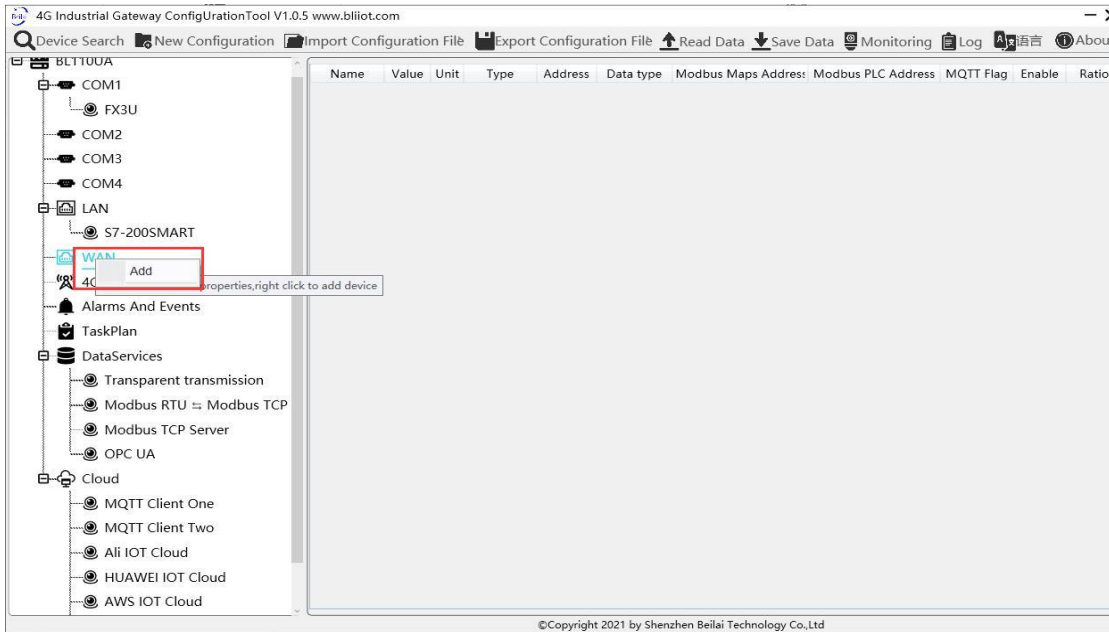 Beilai 4G Industrial Gateway ConfigUrationTool V1.0.5 www.bliiot.com
Device Search New Configuration Import Configuration File Export Configuration File Read Data Save Data Monitoring Log 语言 Abou
BL110UA
Name Value Unit Type Address Data type Modbus Maps Address Modbus PLC Address MQTT Flag Enable Ratio
COM1
FX3U
COM2
COM3
COM4
LAN
S7-200SMART
WAN
Add
4G
properties,right click to add device
Alarms And Events
TaskPlan
DataServices
Transparent transmission
Modbus RTU ⇆ Modbus TCP
Modbus TCP Server
OPC UA
Cloud
MQTT Client One
MQTT Client Two
Ali IOT Cloud
HUAWEI IOT Cloud
AWS IOT Cloud
©Copyright 2021 by Shenzhen Beilai Technology Co.,Ltd